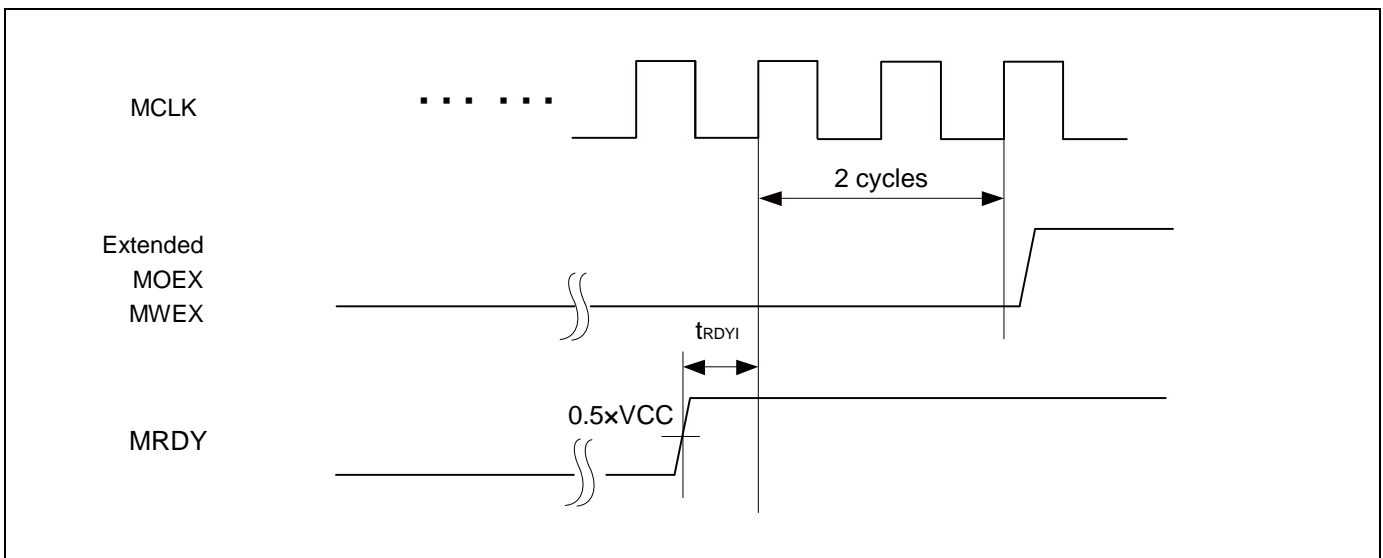 MCLK
... ...
2 cycles
Extended
MOEX
MWEX
tRDYI
0.5×VCC
MRDY